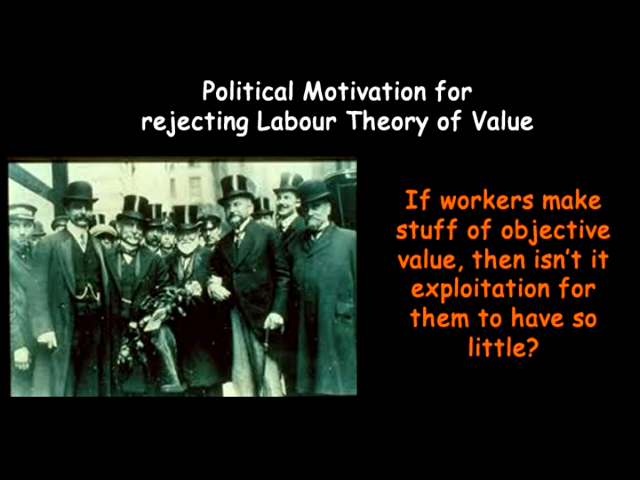 Political Motivation for
rejecting Labour Theory of Value
If workers make
stuff of objective
value, then isn't it
exploitation for
them to have so
little?